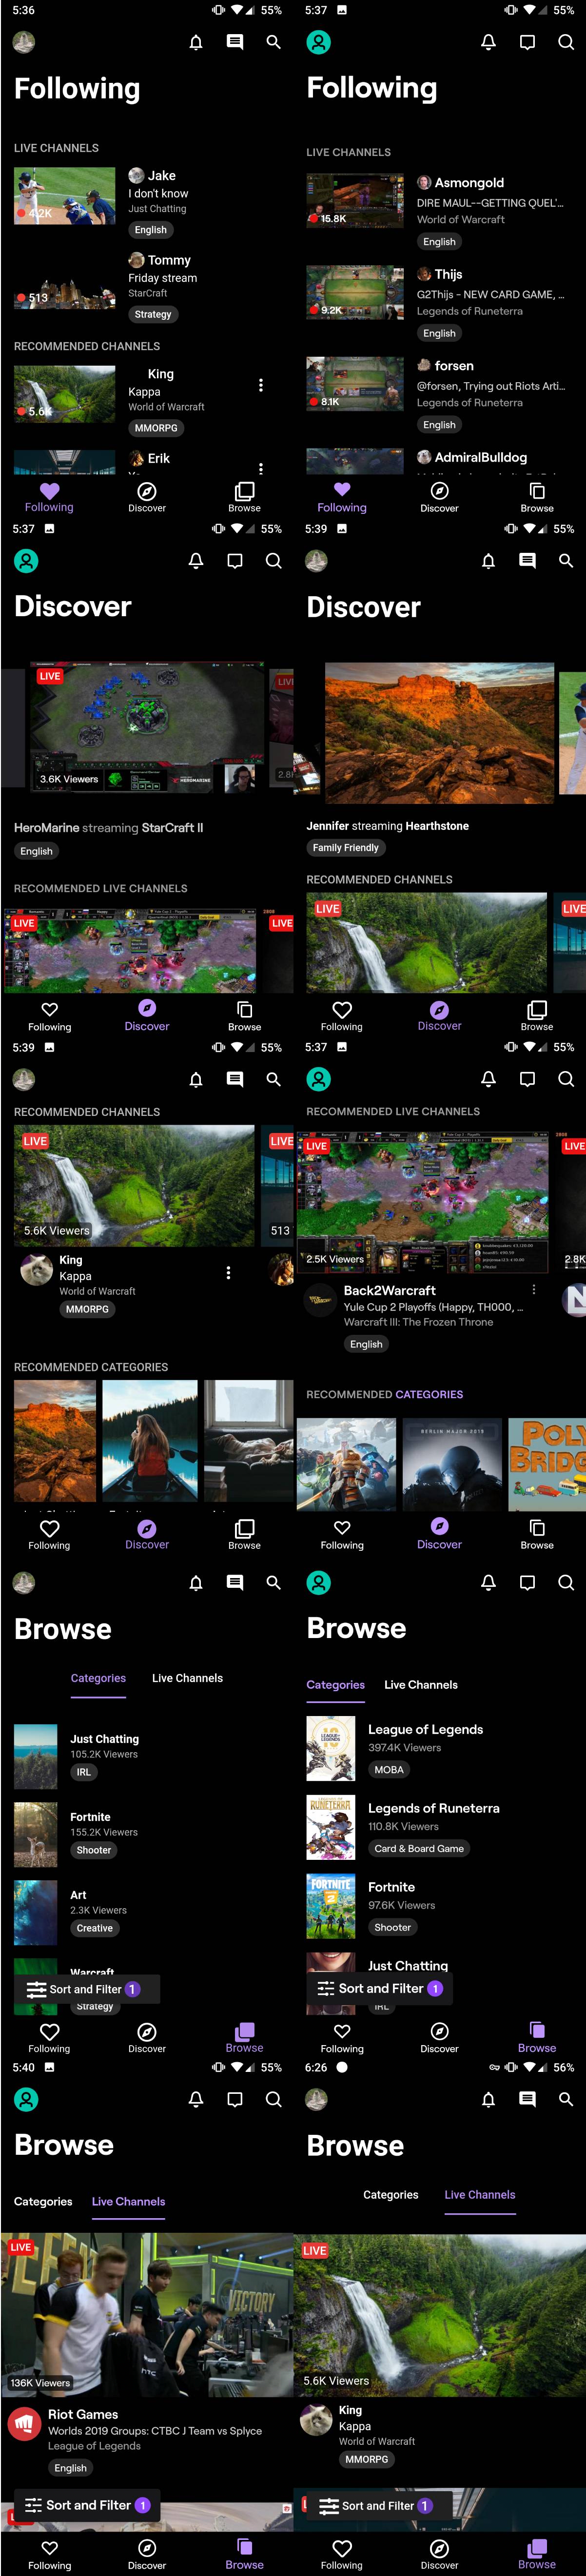 5:36
55%
Following
LIVE CHANNELS
4.2K
Jake
I don't know
Just Chatting
English
513
Tommy
Friday stream
StarCraft
Strategy
RECOMMENDED CHANNELS
5.6K
King
Kappa
World of Warcraft
MMORPG
Erik
Following
Discover
Browse
5:37
55%
Following
LIVE CHANNELS
15.8K
Asmongold
DIRE MAUL--GETTING QUEL'...
World of Warcraft
English
9.2K
Thijs
G2Thijs - NEW CARD GAME, ...
Legends of Runeterra
English
8.1K
forsen
@forsen, Trying out Riots Arti...
Legends of Runeterra
English
AdmiralBulldog
Following
Discover
Browse
5:37
55%
Discover
LIVE
LIVE
3.6K Viewers
HEROMARINE
2.8
HeroMarine streaming StarCraft II
English
RECOMMENDED LIVE CHANNELS
LIVE
LIVE
Following
Discover
Browse
5:39
55%
Discover
Jennifer streaming Hearthstone
Family Friendly
RECOMMENDED CHANNELS
LIVE
LIVE
Following
Discover
Browse
5:39
55%
RECOMMENDED CHANNELS
LIVE
LIVE
5.6K Viewers
513
King
Kappa
World of Warcraft
MMORPG
RECOMMENDED CATEGORIES
Following
Discover
Browse
5:37
55%
RECOMMENDED LIVE CHANNELS
LIVE
LIVE
2.5K Viewers
2.8K
Back2Warcraft
Yule Cup 2 Playoffs (Happy, TH000, ...
Warcraft III: The Frozen Throne
English
RECOMMENDED CATEGORIES
BERLIN MAJOR 2019
POLY
BRIDG
Following
Discover
Browse
Browse
Categories
Live Channels
Just Chatting
105.2K Viewers
IRL
Fortnite
155.2K Viewers
Shooter
Art
2.3K Viewers
Creative
Warcraft
Sort and Filter 1
Strategy
Following
Discover
Browse
Browse
Categories
Live Channels
League of Legends
397.4K Viewers
MOBA
RUNETERRA
Legends of Runeterra
110.8K Viewers
Card & Board Game
FORTNITE
2
Fortnite
97.6K Viewers
Shooter
Just Chatting
Sort and Filter 1
IRL
Following
Discover
Browse
5:40
55%
Browse
Categories
Live Channels
LIVE
VICTORY
hTC
136K Viewers
Riot Games
Worlds 2019 Groups: CTBC J Team vs Splyce
League of Legends
English
Sort and Filter 1
Following
Discover
Browse
6:26
56%
Browse
Categories
Live Channels
LIVE
5.6K Viewers
King
Kappa
World of Warcraft
MMORPG
Sort and Filter 1
Following
Discover
Browse